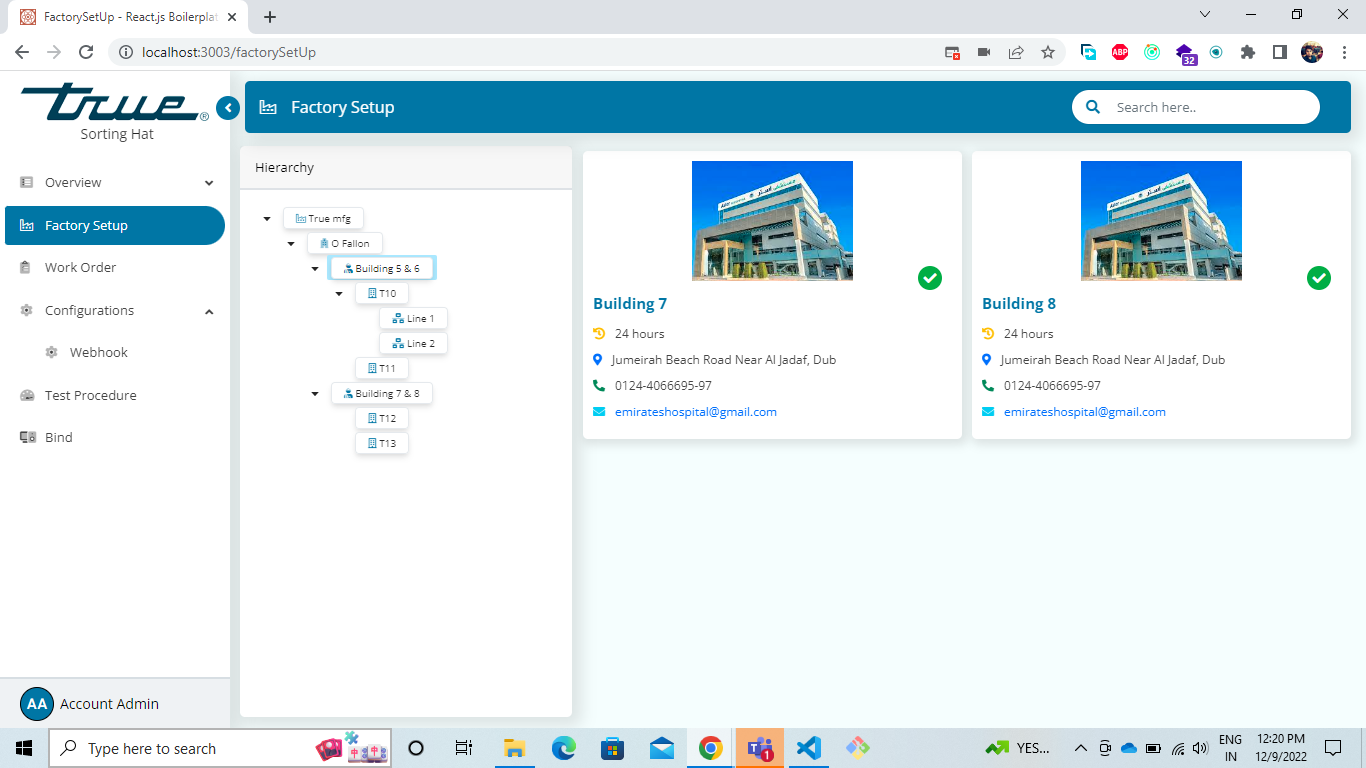 FactorySetUp - React.js Boilerplat
localhost:3003/factorySetUp
ABP
32
true®
Sorting Hat
Overview
Factory Setup
Work Order
Configurations
Webhook
Test Procedure
Bind
AA Account Admin
Factory Setup
Search here..
Hierarchy
True mfg
O Fallon
Building 5 & 6
T10
Line 1
Line 2
T11
Building 7 & 8
T12
T13
Building 7
24 hours
Jumeirah Beach Road Near Al Jadaf, Dub
0124-4066695-97
emirateshospital@gmail.com
Building 8
24 hours
Jumeirah Beach Road Near Al Jadaf, Dub
0124-4066695-97
emirateshospital@gmail.com
Type here to search
1
YES...
ENG
IN
12:20 PM
12/9/2022